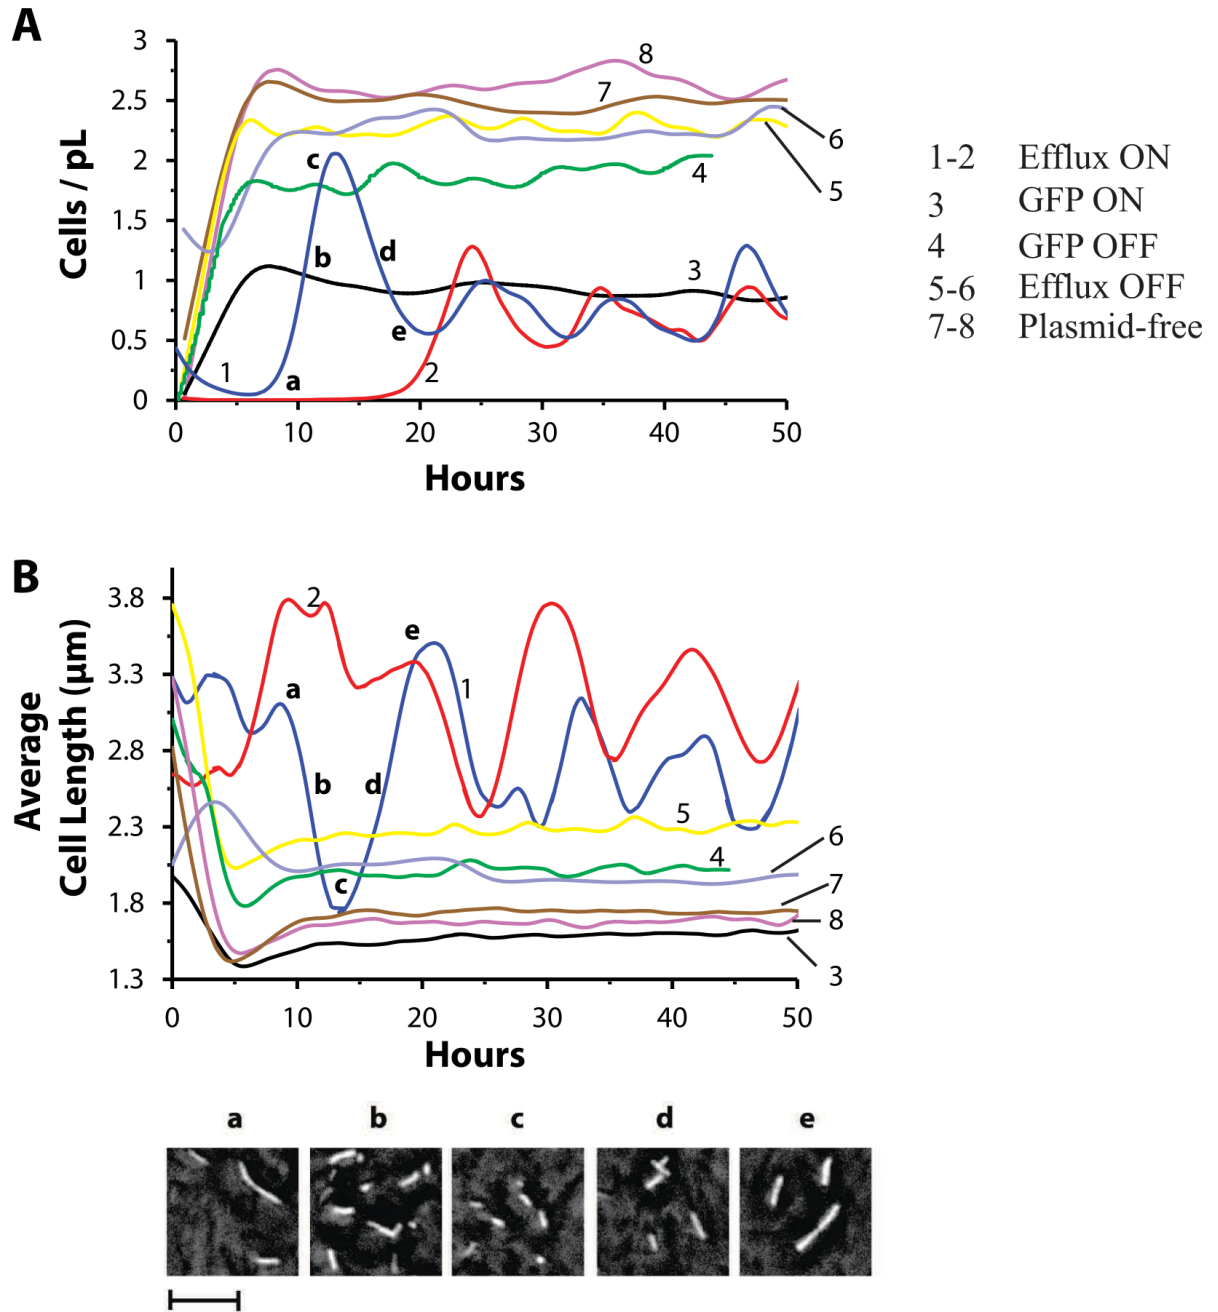 A
3
2.5
2
1.5
1
0.5
0
Cells / pL
0 10 20 30 40 50
Hours
1
2
3
4
5
6
7
8
a
b
c
d
e
1-2 Efflux ON
3 GFP ON
4 GFP OFF
5-6 Efflux OFF
7-8 Plasmid-free
B
3.8
3.3
2.8
2.3
1.8
1.3
Average
Cell Length (µm)
0 10 20 30 40 50
Hours
2
1
5
4
6
7
8
3
a
b
c
d
e
a b c d e